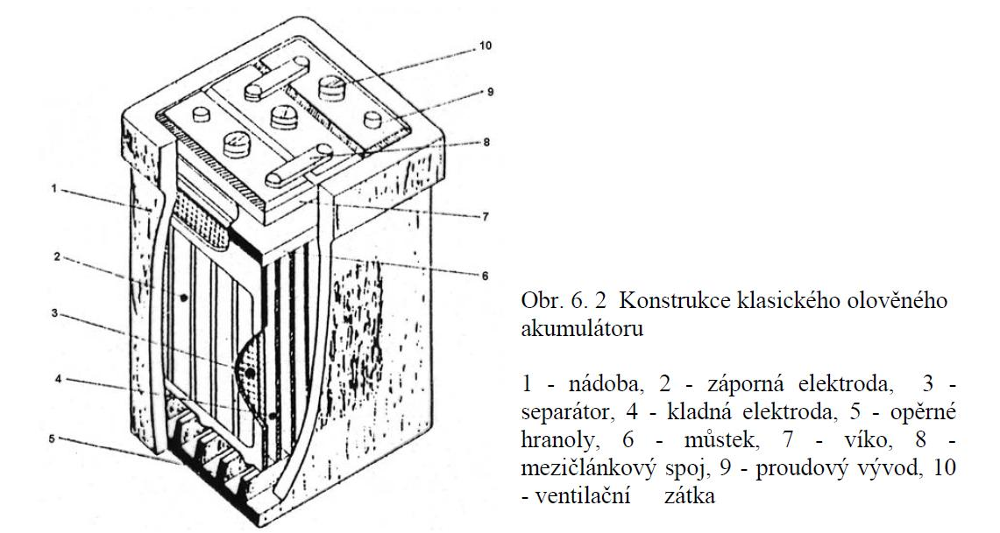 10
9
8
1
7
2
6
3
4
5
Obr. 6. 2 Konstrukce klasického olověného
akumulátoru
1 - nádoba, 2 - záporná elektroda, 3 -
separátor, 4 - kladná elektroda, 5 - opěrné
hranoly, 6 - můstek, 7 - víko, 8 -
mezičlánkový spoj, 9 - proudový vývod, 10
- ventilační zátka